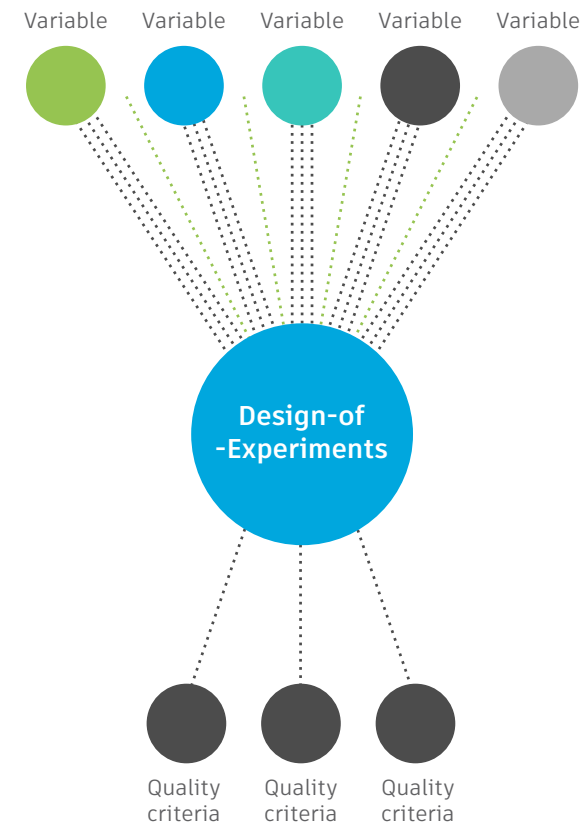 Variable Variable Variable Variable Variable
Design-of
-Experiments
Quality Quality Quality
criteria criteria criteria